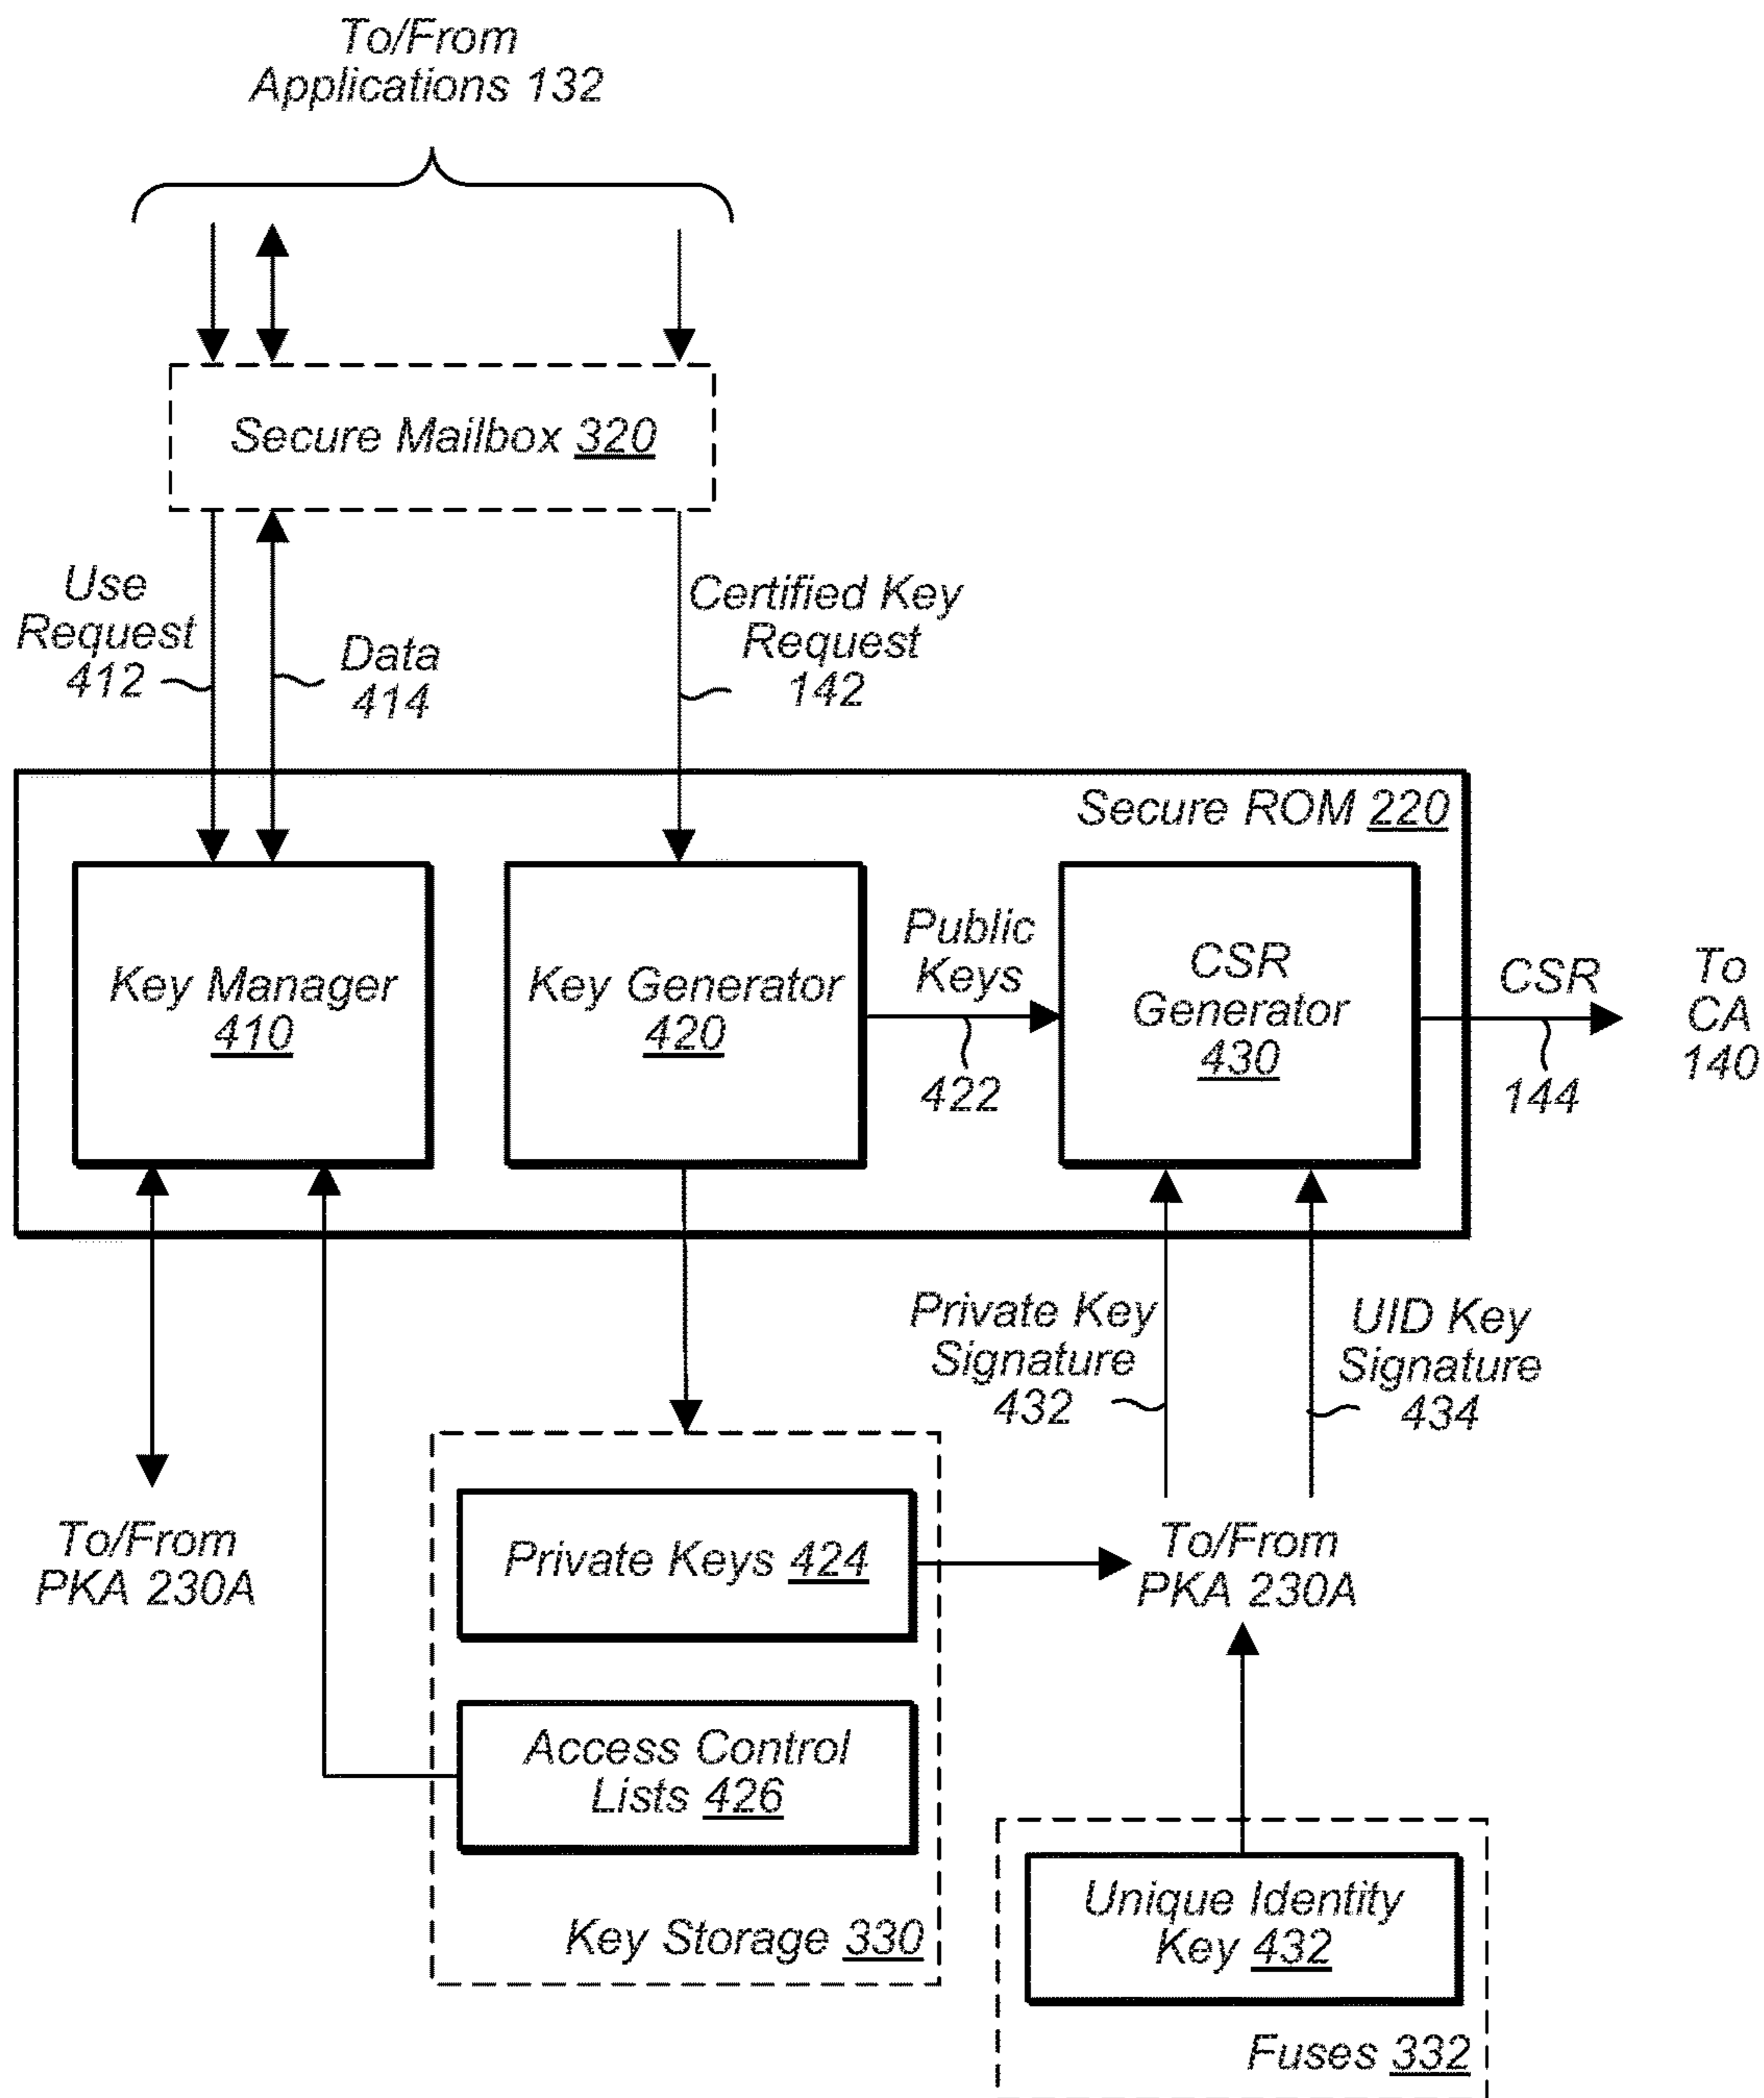 To/From
Applications 132
Secure Mailbox 320
Use
Request
412
Data
414
Certified Key
Request
142
Secure ROM 220
Key Manager
410
Key Generator
420
Public
Keys
422
CSR
Generator
430
CSR
144
To
CA
140
Private Key
Signature
432
UID Key
Signature
434
To/From
PKA 230A
Private Keys 424
To/From
PKA 230A
Access Control
Lists 426
Key Storage 330
Unique Identity
Key 432
Fuses 332